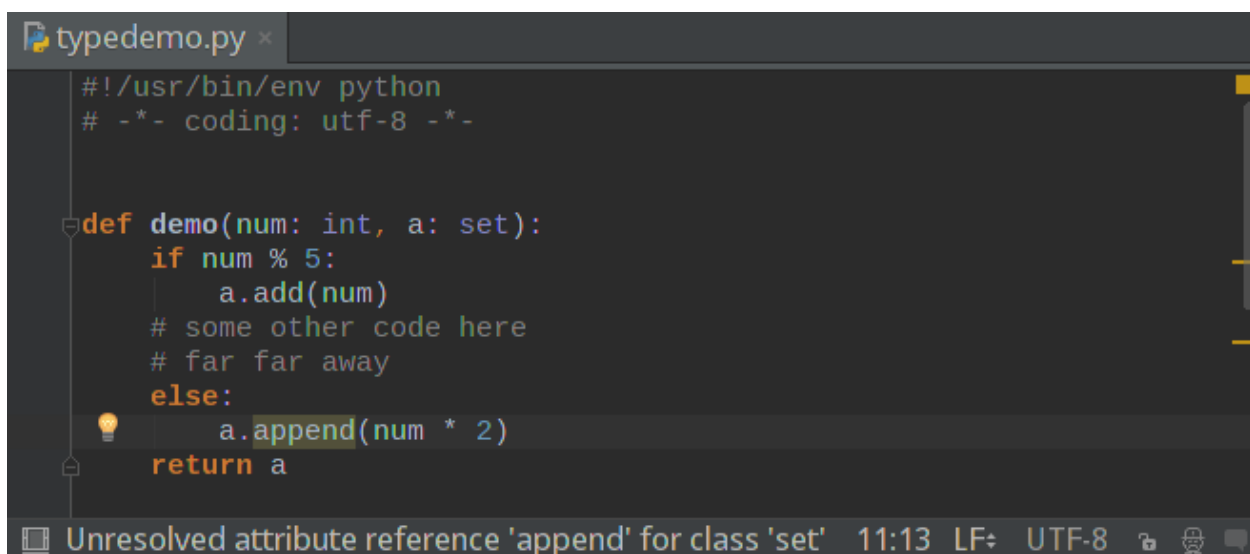 typedemo.py ×
#!/usr/bin/env python
# -*- coding: utf-8 -*-
def demo(num: int, a: set):
    if num % 5:
        a.add(num)
    # some other code here
    # far far away
    else:
        a.append(num * 2)
    return a
Unresolved attribute reference 'append' for class 'set' 11:13 LF UTF-8